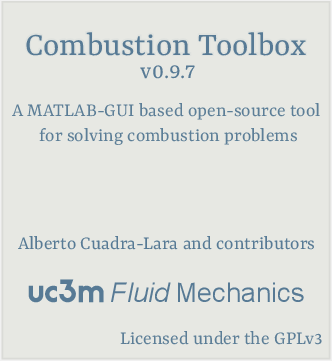 Combustion Toolbox
v0.9.7
A MATLAB-GUI based open-source tool
for solving combustion problems
Alberto Cuadra-Lara and contributors
uc3m Fluid Mechanics
Licensed under the GPLv3